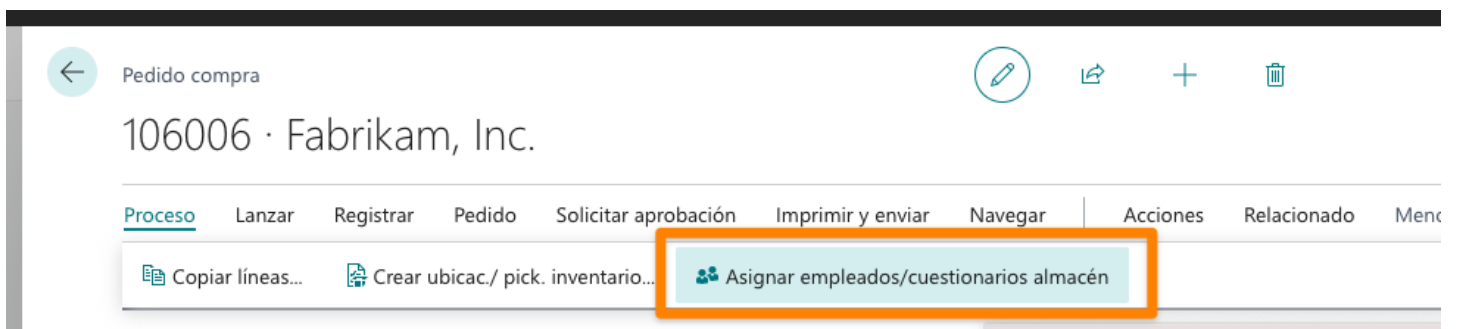 Pedido compra
106006 · Fabrikam, Inc.
Proceso Lanzar Registrar Pedido Solicitar aprobación Imprimir y enviar Navegar Acciones Relacionado
Copiar líneas... Crear ubicac./ pick. inventario... Asignar empleados/cuestionarios almacén